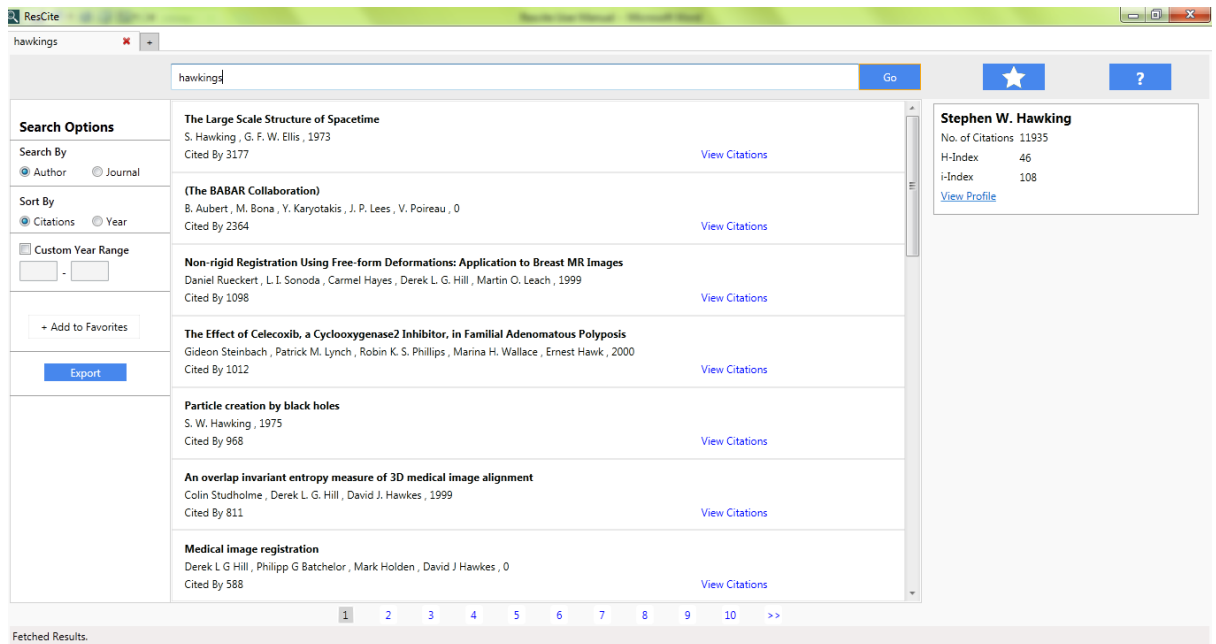 ResCite
Rescite User Manual - Microsoft Word
hawkings
+
hawkings
Go
?
Search Options
Search By
Author Journal
Sort By
Citations Year
Custom Year Range
-
+ Add to Favorites
Export
The Large Scale Structure of Spacetime
S. Hawking , G. F. W. Ellis , 1973
Cited By 3177 View Citations
(The BABAR Collaboration)
B. Aubert , M. Bona , Y. Karyotakis , J. P. Lees , V. Poireau , 0
Cited By 2364 View Citations
Non-rigid Registration Using Free-form Deformations: Application to Breast MR Images
Daniel Rueckert , L. I. Sonoda , Carmel Hayes , Derek L. G. Hill , Martin O. Leach , 1999
Cited By 1098 View Citations
The Effect of Celecoxib, a Cyclooxygenase2 Inhibitor, in Familial Adenomatous Polyposis
Gideon Steinbach , Patrick M. Lynch , Robin K. S. Phillips , Marina H. Wallace , Ernest Hawk , 2000
Cited By 1012 View Citations
Particle creation by black holes
S. W. Hawking , 1975
Cited By 968 View Citations
An overlap invariant entropy measure of 3D medical image alignment
Colin Studholme , Derek L. G. Hill , David J. Hawkes , 1999
Cited By 811 View Citations
Medical image registration
Derek L G Hill , Philipp G Batchelor , Mark Holden , David J Hawkes , 0
Cited By 588 View Citations
1 2 3 4 5 6 7 8 9 10 >>
Stephen W. Hawking
No. of Citations 11935
H-Index 46
i-Index 108
View Profile
Fetched Results.